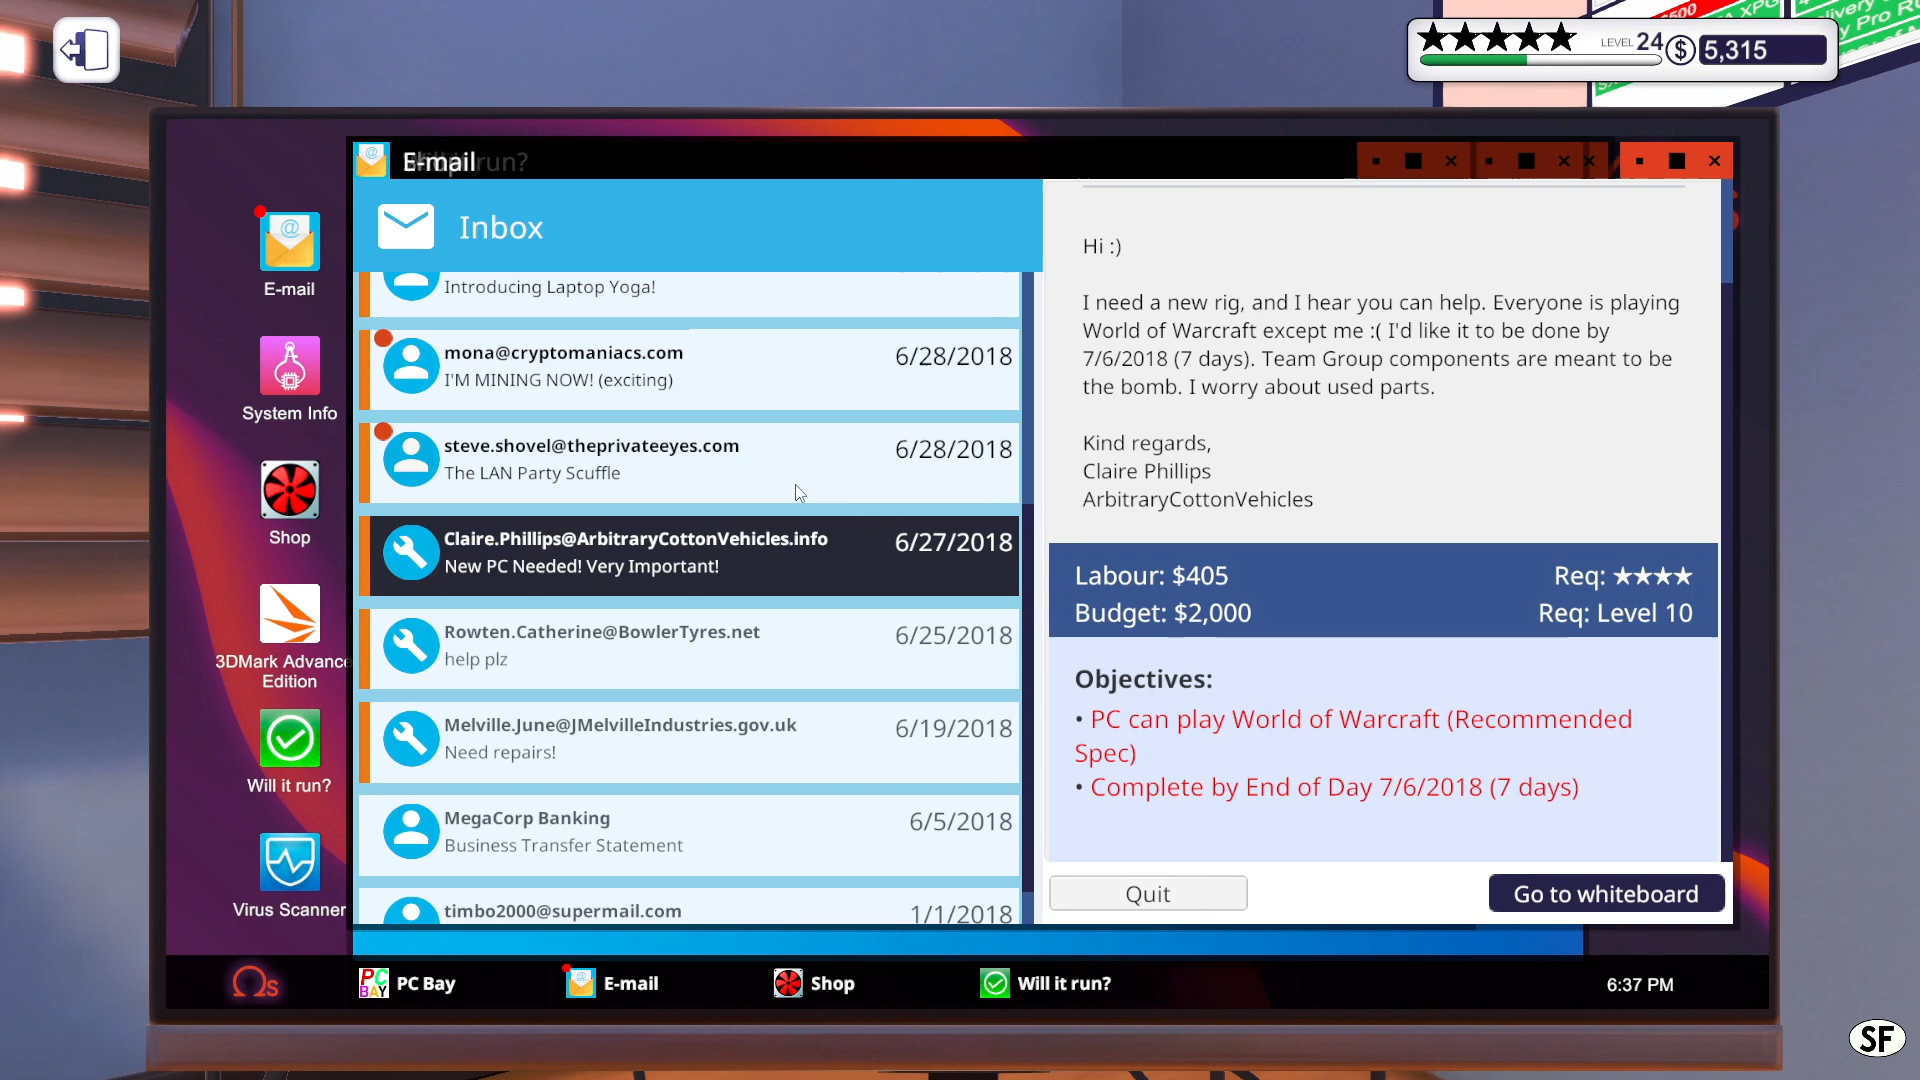 LEVEL 24
$ 5,315
E-mail
Inbox
Introducing Laptop Yoga!
mona@cryptomaniacs.com 6/28/2018
I'M MINING NOW! (exciting)
steve.shovel@theprivateeyes.com 6/28/2018
The LAN Party Scuffle
Claire.Phillips@ArbitraryCottonVehicles.info 6/27/2018
New PC Needed! Very Important!
Rowten.Catherine@BowlerTyres.net 6/25/2018
help plz
Melville.June@JMelvilleIndustries.gov.uk 6/19/2018
Need repairs!
MegaCorp Banking 6/5/2018
Business Transfer Statement
timbo2000@supermail.com 1/1/2018
Hi :)
I need a new rig, and I hear you can help. Everyone is playing
World of Warcraft except me :( I'd like it to be done by
7/6/2018 (7 days). Team Group components are meant to be
the bomb. I worry about used parts.
Kind regards,
Claire Phillips
ArbitraryCottonVehicles
Labour: $405 Req: ★★★★
Budget: $2,000 Req: Level 10
Objectives:
• PC can play World of Warcraft (Recommended
Spec)
• Complete by End of Day 7/6/2018 (7 days)
Quit
Go to whiteboard
E-mail
System Info
Shop
3DMark Advance
Edition
Will it run?
Virus Scanner
Ωs
PC BAY
PC Bay
E-mail
Shop
Will it run?
6:37 PM
SF